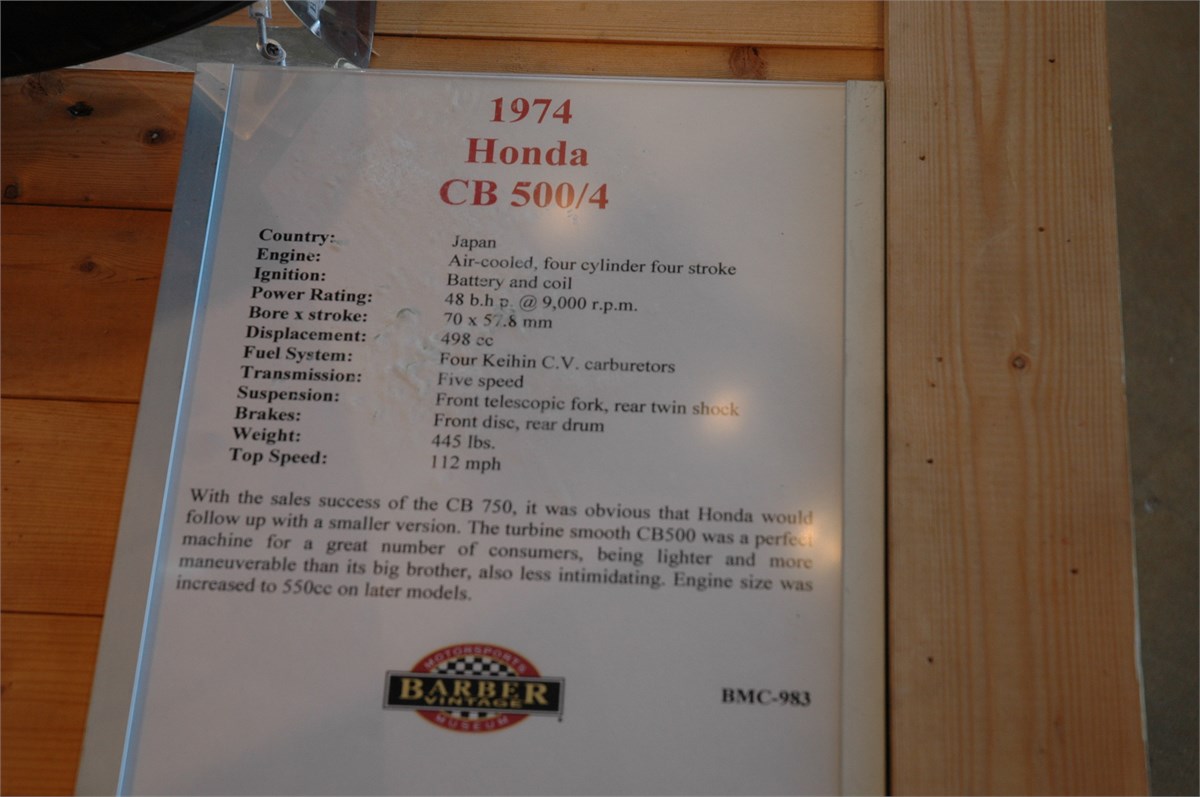 1974
Honda
CB 500/4
Country: Japan
Engine: Air-cooled, four cylinder four stroke
Ignition: Battery and coil
Power Rating: 48 b.h.p. @ 9,000 r.p.m.
Bore x stroke: 70 x 57.8 mm
Displacement: 498 cc
Fuel System: Four Keihin C.V. carburetors
Transmission: Five speed
Suspension: Front telescopic fork, rear twin shock
Brakes: Front disc, rear drum
Weight: 445 lbs.
Top Speed: 112 mph
With the sales success of the CB 750, it was obvious that Honda would
follow up with a smaller version. The turbine smooth CB500 was a perfect
machine for a great number of consumers, being lighter and more
maneuverable than its big brother, also less intimidating. Engine size was
increased to 550cc on later models.
MOTORSPORTS
BARBER
VINTAGE
MUSEUM
BMC-983